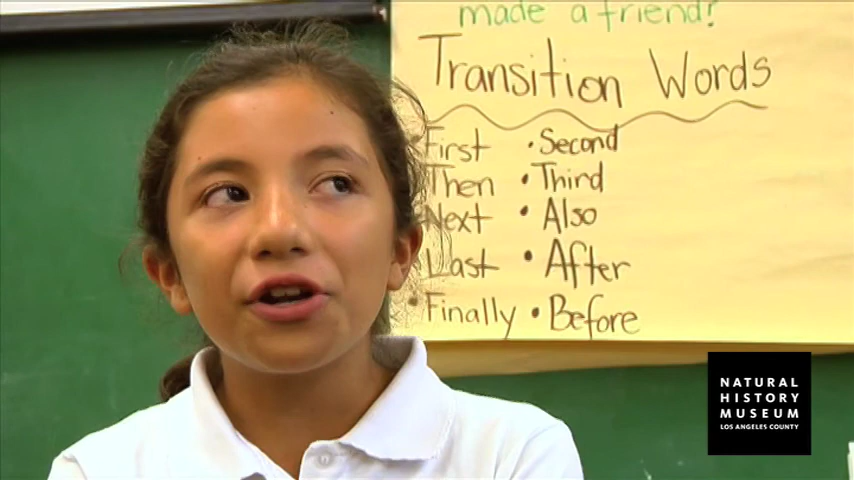 made a friend!
Transition Words
First • Second
Then • Third
Next • Also
Last • After
• Finally • Before
NATURAL
HISTORY
MUSEUM
LOS ANGELES COUNTY